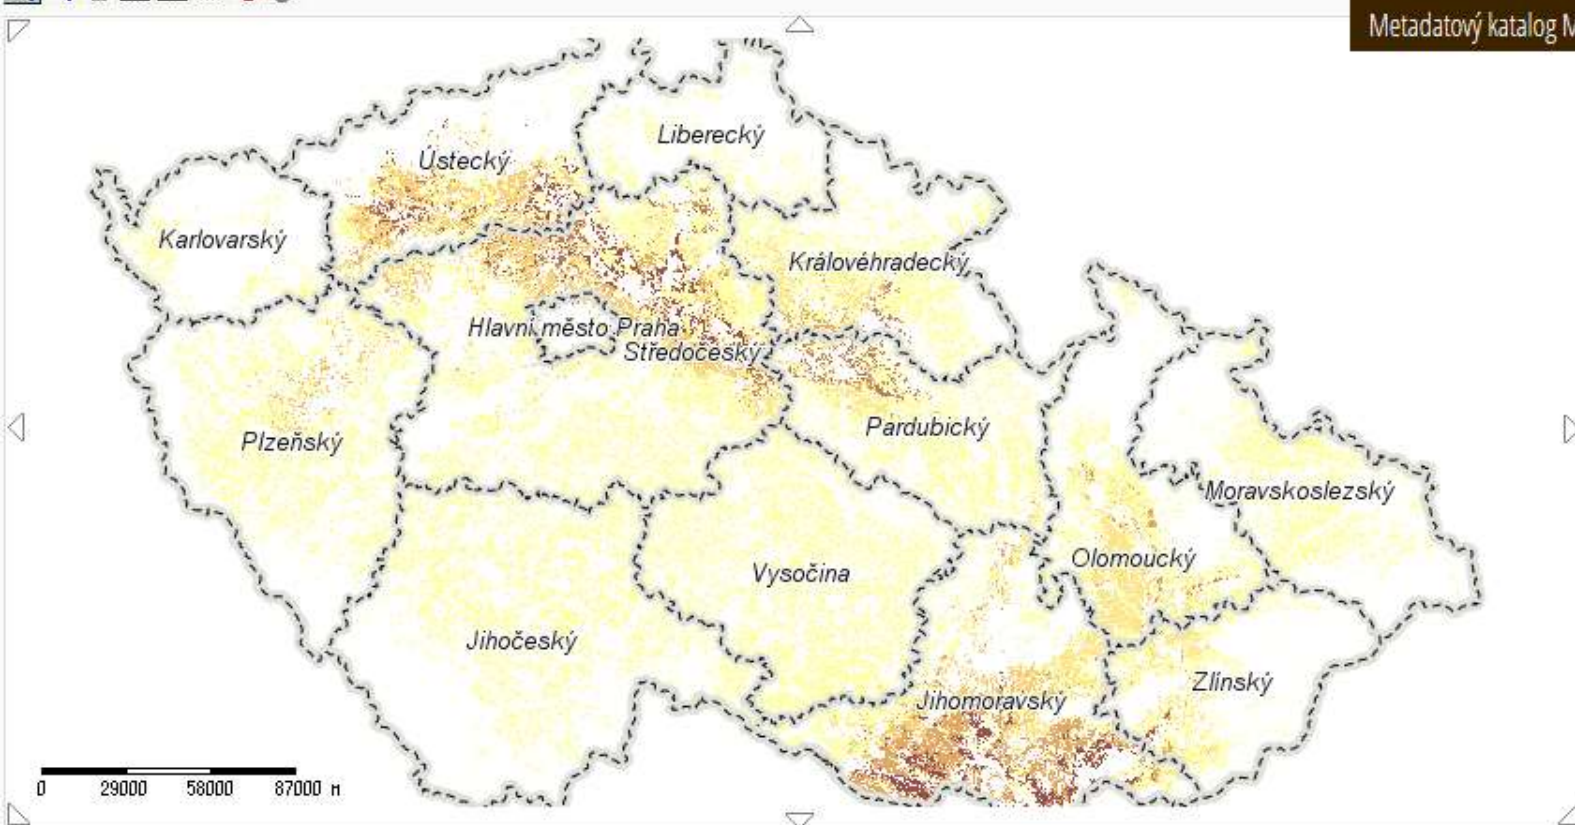 Metadatový katalog M
Liberecký
Ústecký
Karlovarský
Královéhradecký
Hlavní město Praha
Středočeský
Pardubický
Plzeňský
Moravskoslezský
Olomoucký
Vysočina
Jihočeský
Zlínský
Jihomoravský
0 29000 58000 87000 м